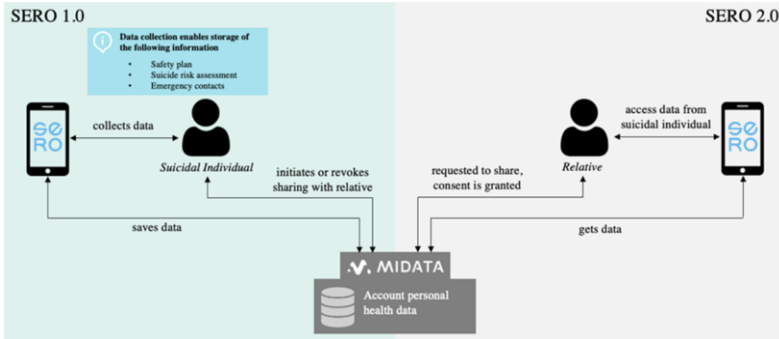 SERO 1.0
SERO 2.0
Data collection enables storage of
the following information
• Safety plan
• Suicide risk assessment
• Emergency contacts
SERO
collects data
Suicidal Individual
initiates or revokes
sharing with relative
saves data
requested to share,
consent is granted
Relative
access data from
suicidal individual
SERO
gets data
MIDATA
Account personal
health data